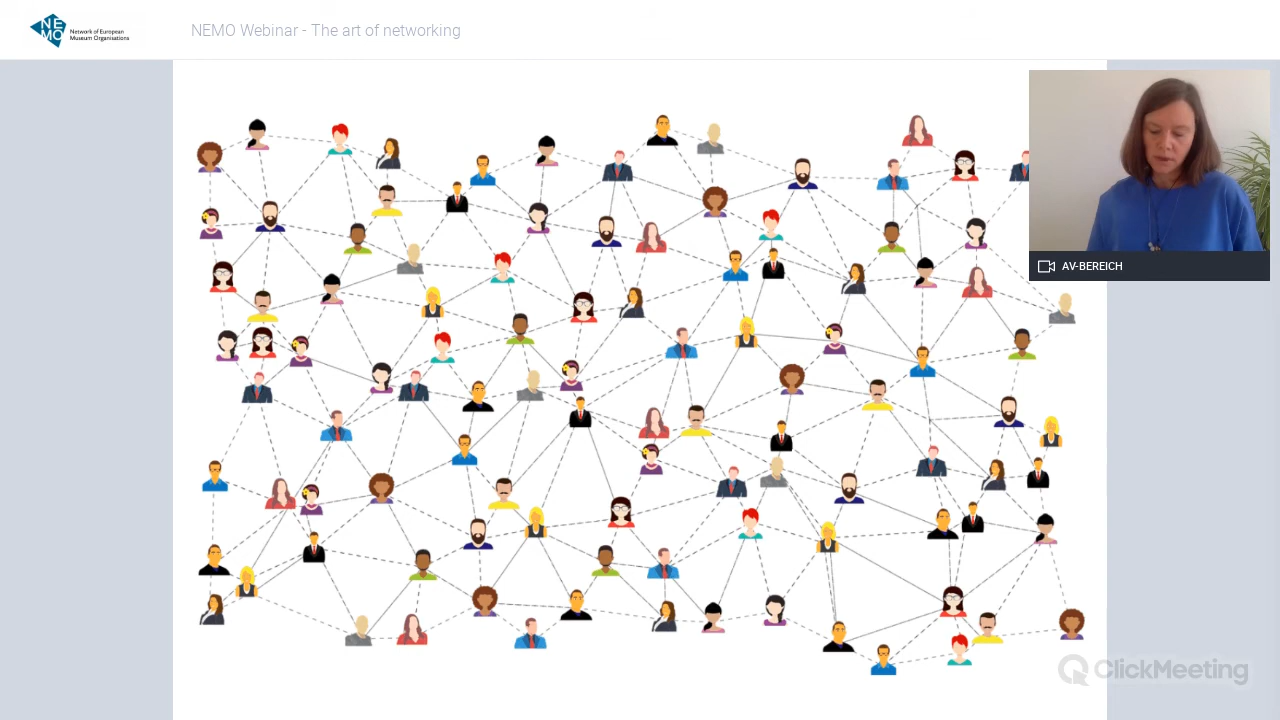 NE
MO
Network of European
Museum Organisations
NEMO Webinar - The art of networking
AV-BEREICH
ClickMeeting